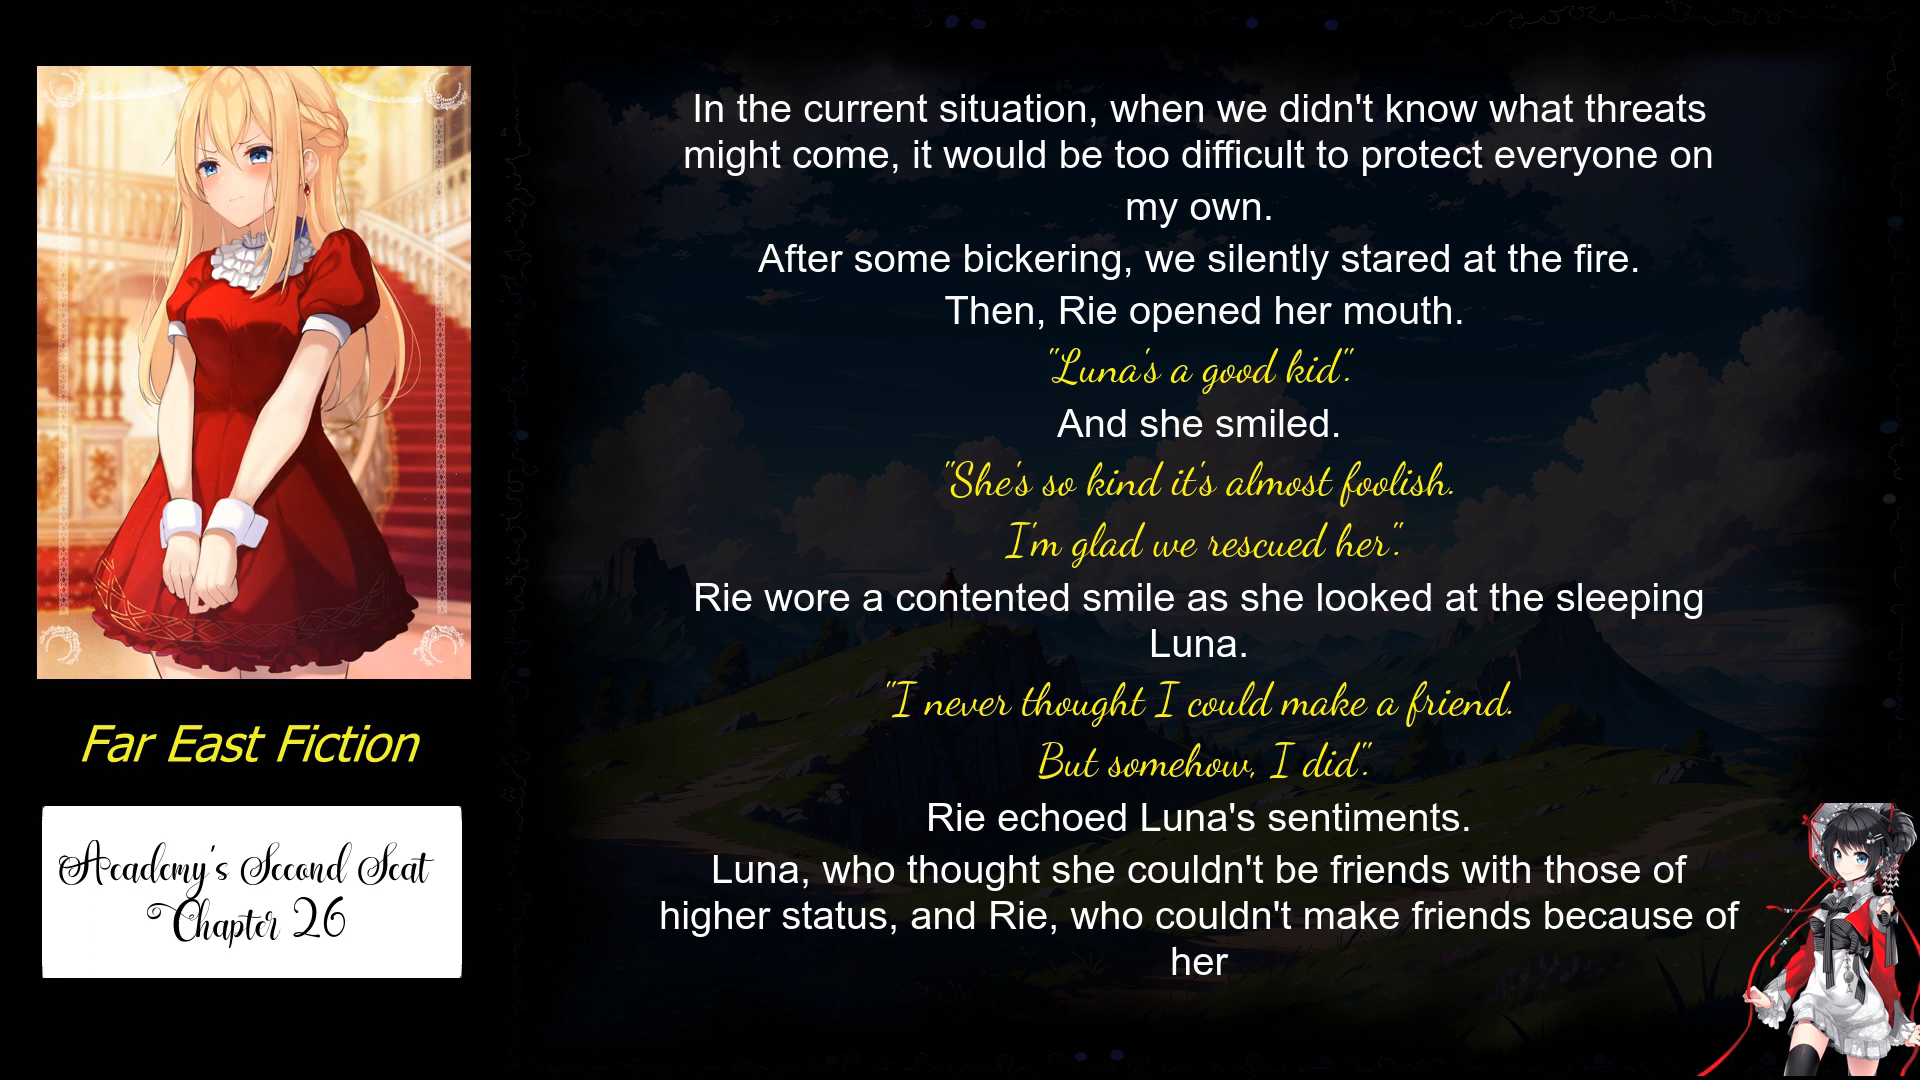 In the current situation, when we didn't know what threats
might come, it would be too difficult to protect everyone on
my own.
After some bickering, we silently stared at the fire.
Then, Rie opened her mouth.
"Luna's a good kid".
And she smiled.
"She's so kind it's almost foolish.
I'm glad we rescued her".
Rie wore a contented smile as she looked at the sleeping
Luna.
"I never thought I could make a friend.
But somehow, I did".
Rie echoed Luna's sentiments.
Luna, who thought she couldn't be friends with those of
higher status, and Rie, who couldn't make friends because of
her
Far East Fiction
Academy's Second Seat
Chapter 26